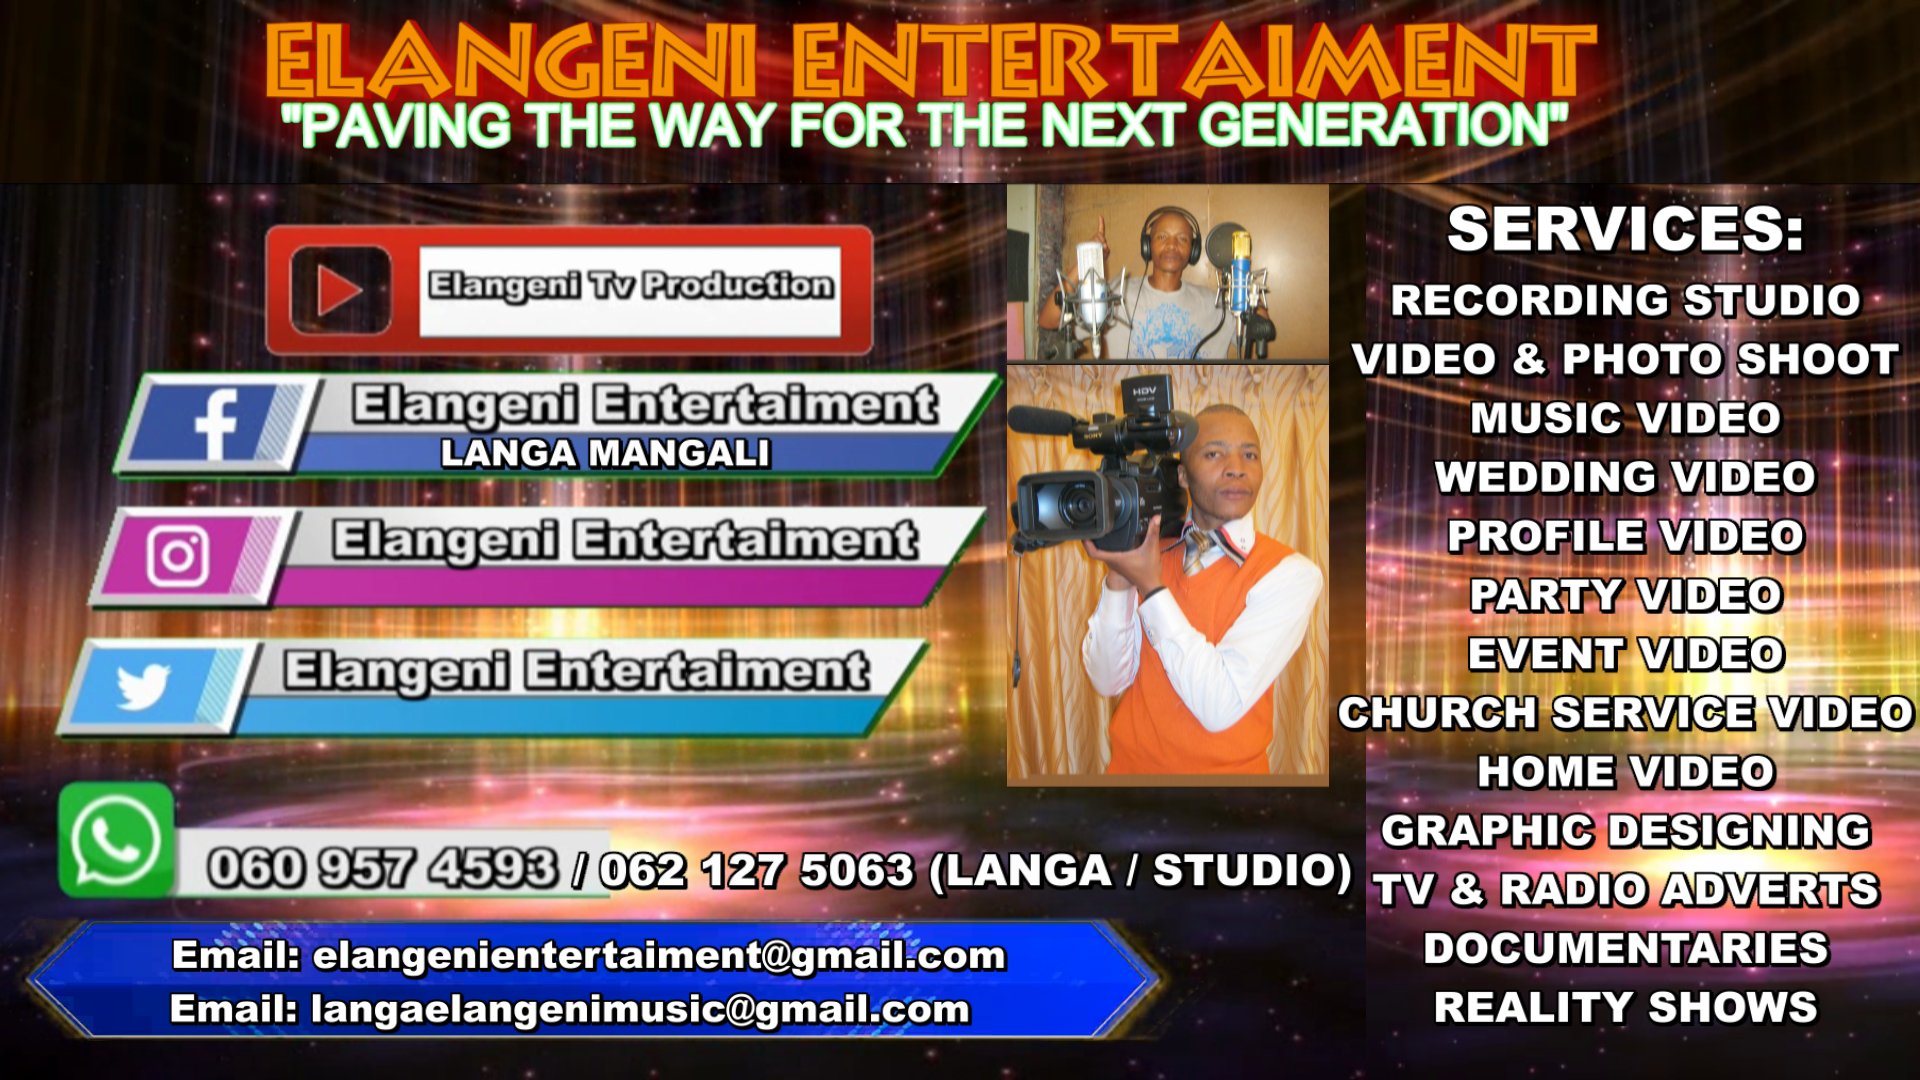 ELANGENI ENTERTAIMENT
"PAVING THE WAY FOR THE NEXT GENERATION"
Elangeni Tv Production
Elangeni Entertaiment
LANGA MANGALI
Elangeni Entertaiment
Elangeni Entertaiment
060 957 4593 / 062 127 5063 (LANGA / STUDIO)
Email: elangenientertaiment@gmail.com
Email: langaelangenimusic@gmail.com
HDV
SONY
SERVICES:
RECORDING STUDIO
VIDEO & PHOTO SHOOT
MUSIC VIDEO
WEDDING VIDEO
PROFILE VIDEO
PARTY VIDEO
EVENT VIDEO
CHURCH SERVICE VIDEO
HOME VIDEO
GRAPHIC DESIGNING
TV & RADIO ADVERTS
DOCUMENTARIES
REALITY SHOWS